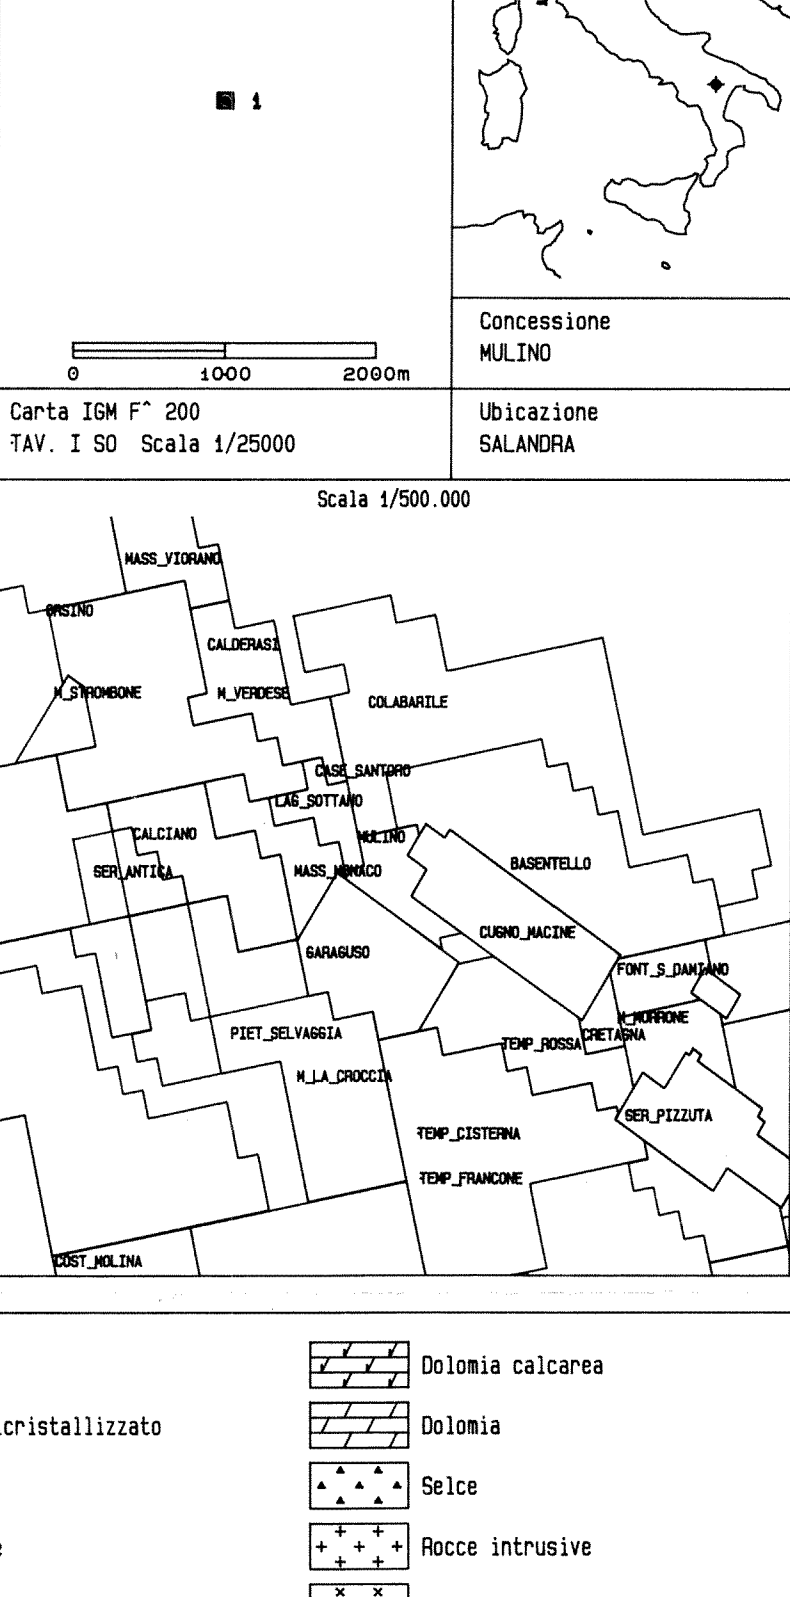 1
0 1000 2000m
Concessione
MULINO
Carta IGM F^ 200
TAV. I SO Scala 1/25000
Ubicazione
SALANDRA
Scala 1/500.000
MASS_VIORANO
ORSINO
CALDERASI
M_STROMBONE
M_VERDESE
COLABARILE
CASE_SANTORO
LAG_SOTTANO
CALCIANO
MULINO
SER_ANTICA
MASS_MONACO
BASENTELLO
CUGNO_MACINE
GARAGUSO
FONT_S_DAMIANO
M_MORRONE
PIET_SELVAGGIA
CRETAGNA
TEMP_ROSSA
M_LA_CROCCIA
SER_PIZZUTA
TEMP_CISTERNA
TEMP_FRANCONE
COST_MOLINA
Dolomia calcarea
cristallizzato
Dolomia
Selce
Rocce intrusive